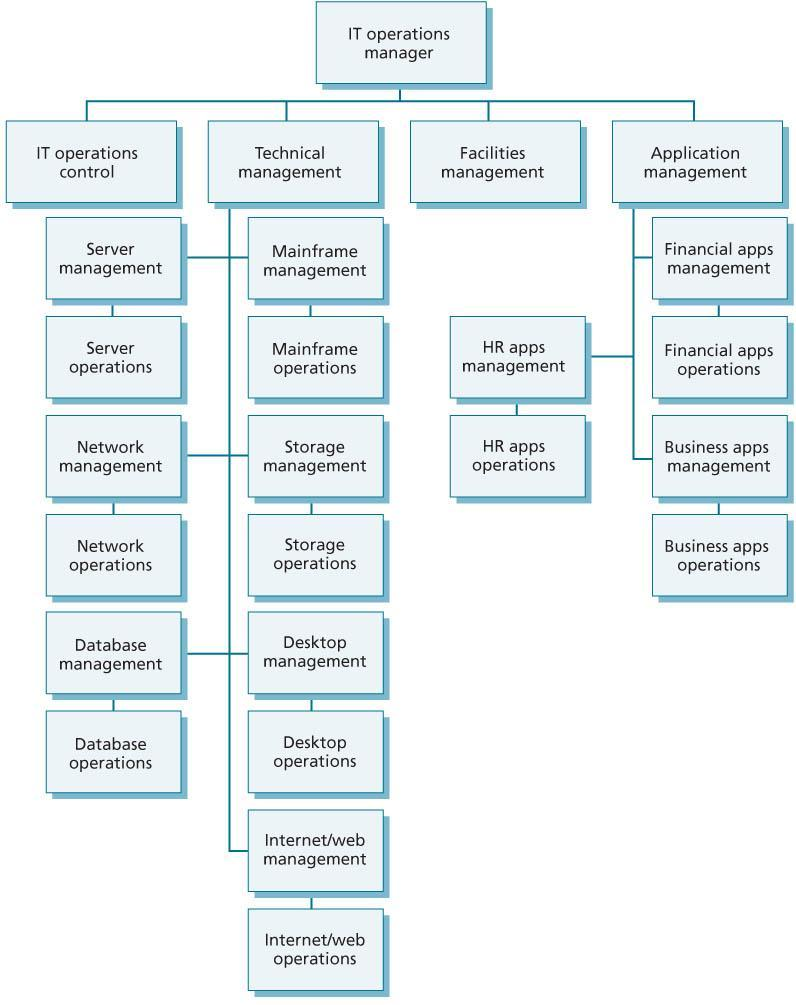 IT operations
manager
IT operations
control
Technical
management
Facilities
management
Application
management
Server
management
Mainframe
management
Financial apps
management
Server
operations
Mainframe
operations
HR apps
management
Financial apps
operations
Network
management
Storage
management
HR apps
operations
Business apps
management
Network
operations
Storage
operations
Business apps
operations
Database
management
Desktop
management
Database
operations
Desktop
operations
Internet/web
management
Internet/web
operations